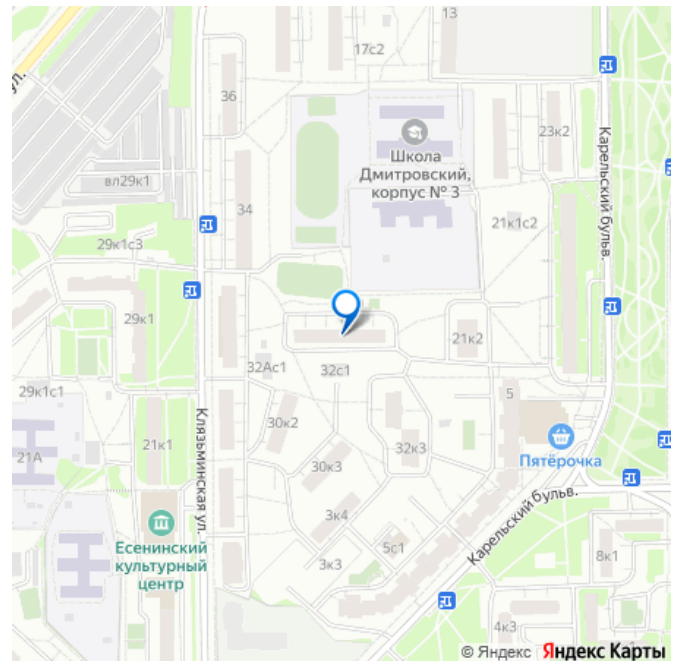 13
17с2
36
ул.
23к2
Школа
Дмитровский,
корпус № 3
вл29к1
Карельский бульв.
34
21к1с2
29к1с3
29к1
21к2
32Ас1
32с1
29к1с1
5
30к2
21к1
32к3
Клязьминская ул.
21А
30к3
Пятёрочка
3к4
Карельский бульв.
Есенинский
культурный
центр
5с1
8к1
3к3
4к3
© Яндекс Яндекс Карты